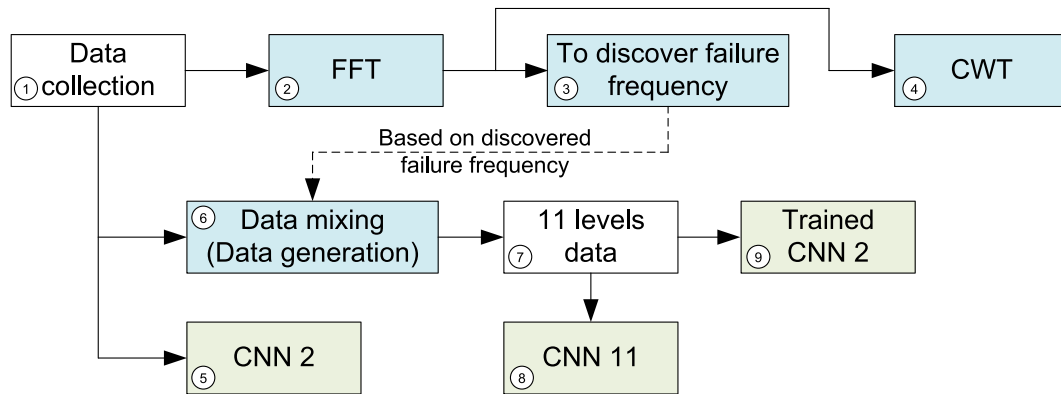 Data
collection
1
FFT
2
To discover failure
frequency
3
CWT
4
Based on discovered
failure frequency
6
Data mixing
(Data generation)
11 levels
data
7
Trained
CNN 2
9
CNN 2
5
CNN 11
8